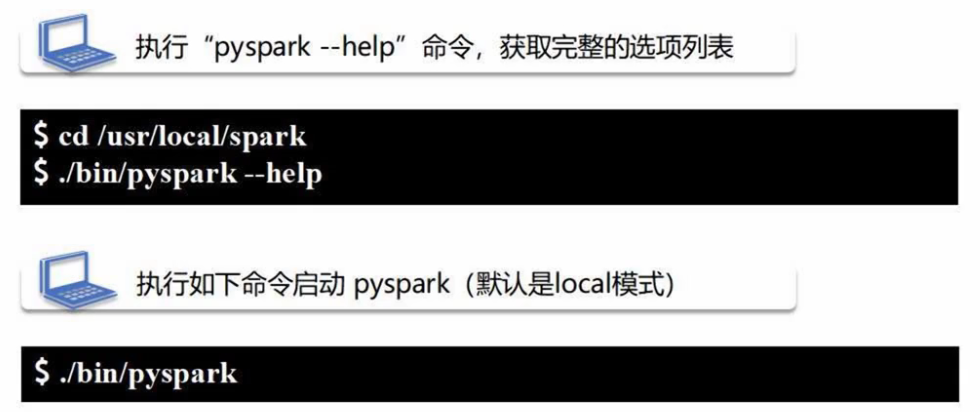 执行“pyspark --help”命令，获取完整的选项列表
$ cd /usr/local/spark
$ ./bin/pyspark --help
执行如下命令启动 pyspark（默认是local模式）
$ ./bin/pyspark